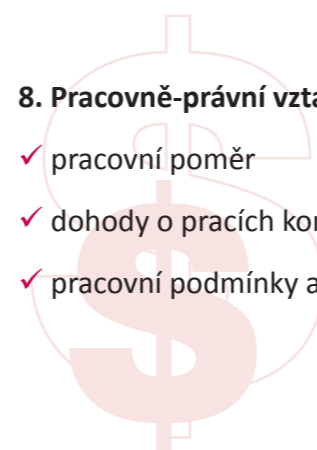 8. Pracovně-právní vzta
✓ pracovní poměr
✓ dohody o pracích kon
✓ pracovní podmínky a